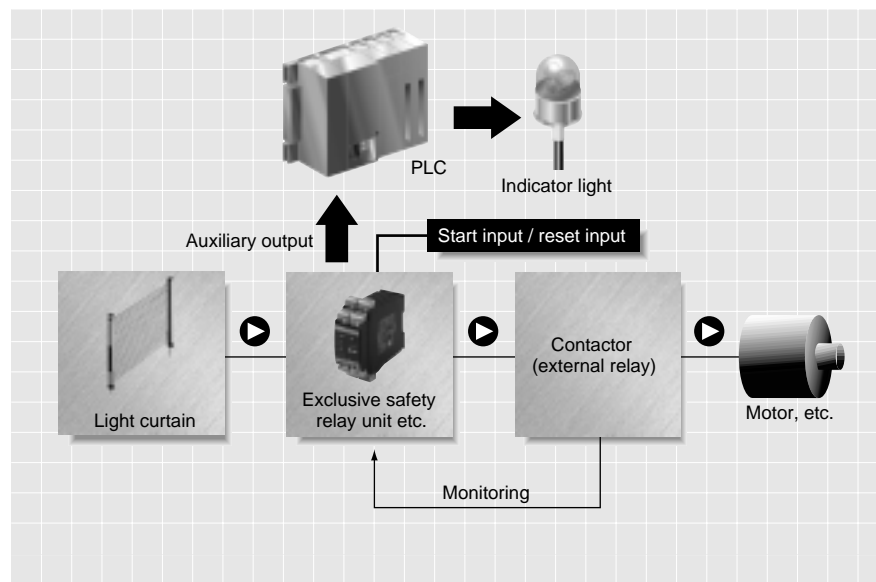 PLC
Indicator light
Auxiliary output
Start input / reset input
Light curtain
Exclusive safety
relay unit etc.
Contactor
(external relay)
Motor, etc.
Monitoring